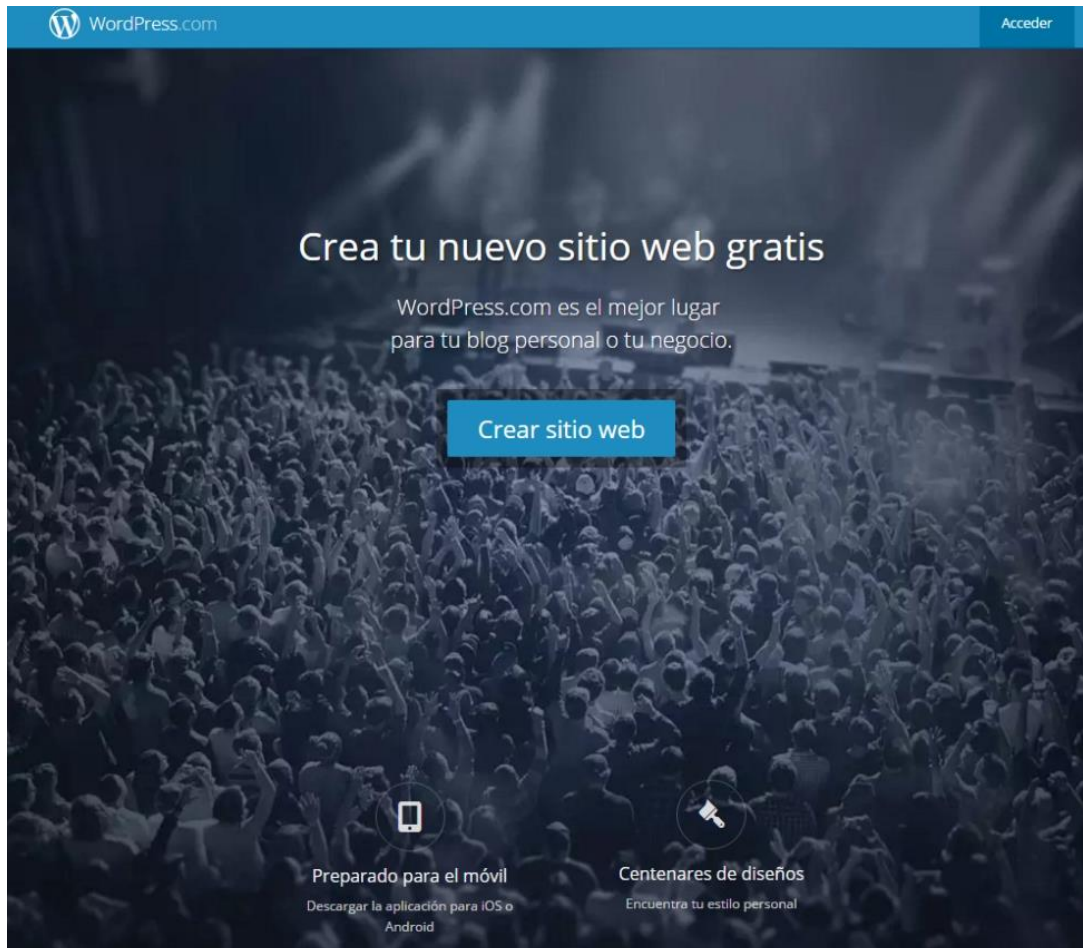 WordPress.com
Acceder
Crea tu nuevo sitio web gratis
WordPress.com es el mejor lugar
para tu blog personal o tu negocio.
Crear sitio web
Preparado para el móvil
Descargar la aplicación para iOS o
Android
Centenares de diseños
Encuentra tu estilo personal